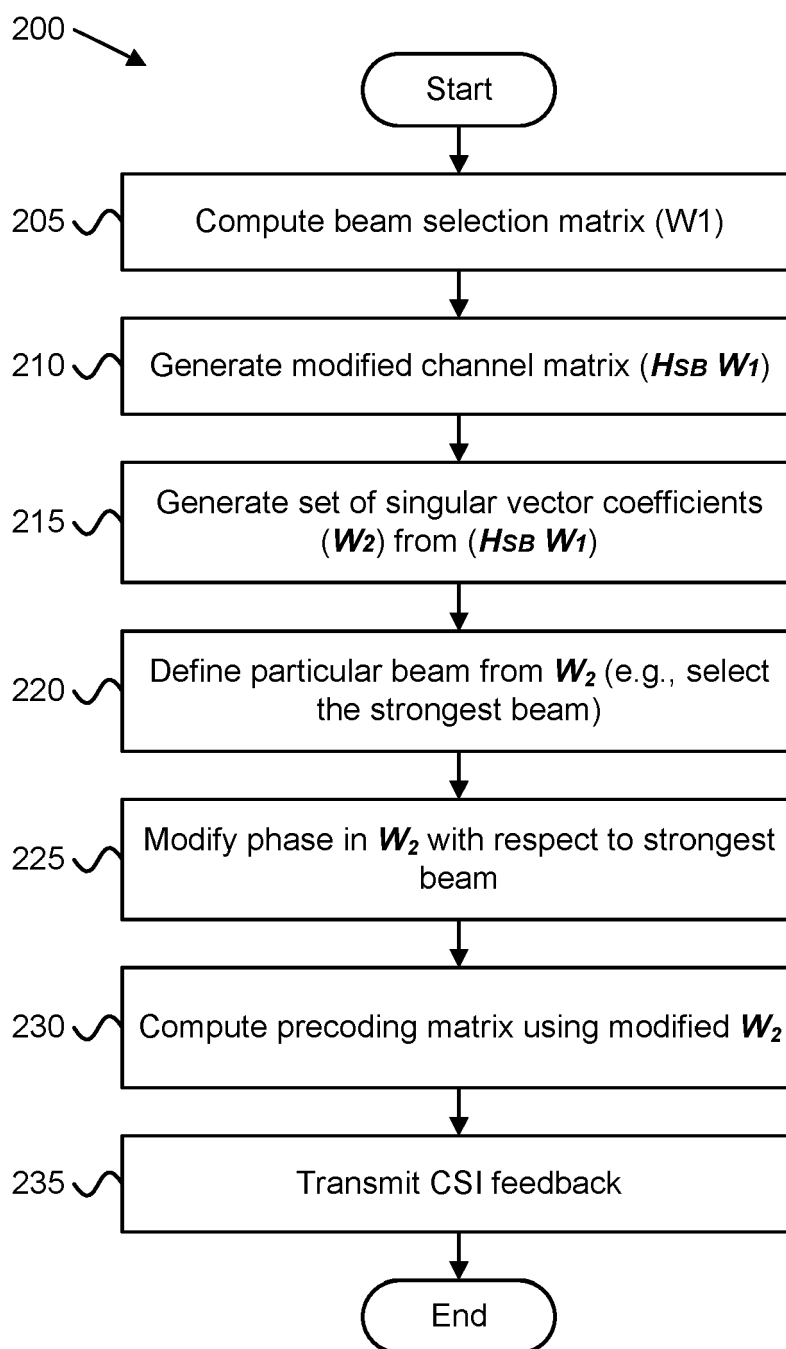 200
Start
205
Compute beam selection matrix (W1)
210
Generate modified channel matrix (HSB W1)
215
Generate set of singular vector coefficients
(W2) from (HSB W1)
220
Define particular beam from W2 (e.g., select
the strongest beam)
225
Modify phase in W2 with respect to strongest
beam
230
Compute precoding matrix using modified W2
235
Transmit CSI feedback
End